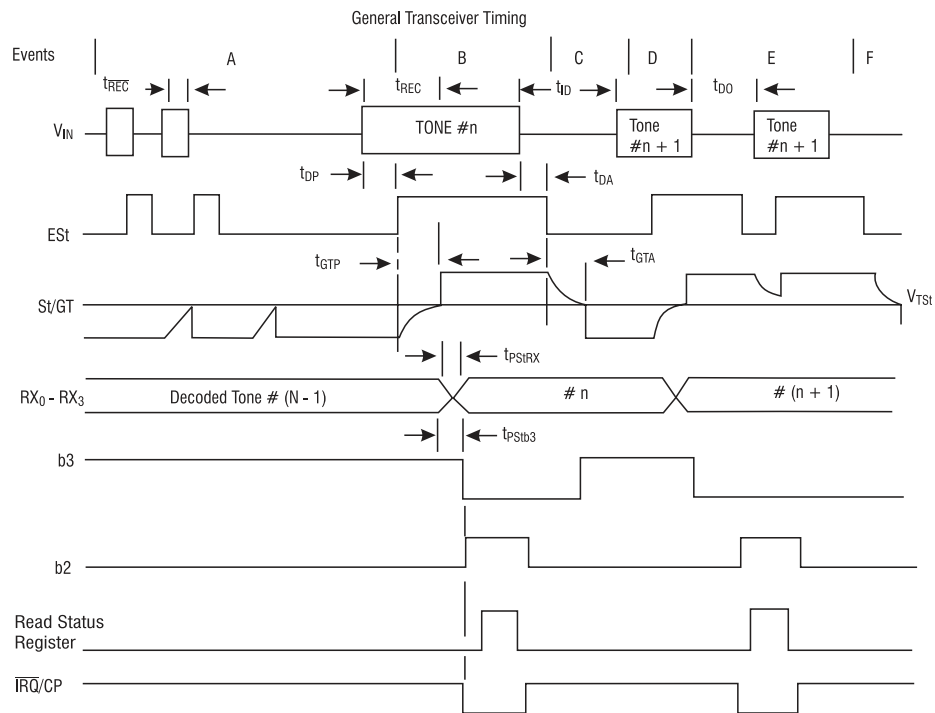 General Transceiver Timing
Events A B C D E F
tREC tREC tID tDO
VIN TONE #n Tone #n + 1 Tone #n + 1
tDP tDA
ESt
tGTP tGTA
St/GT VTSt
tPStRX
RX0 - RX3 Decoded Tone # (N - 1) # n # (n + 1)
tPStb3
b3
b2
Read Status
Register
IRQ/CP